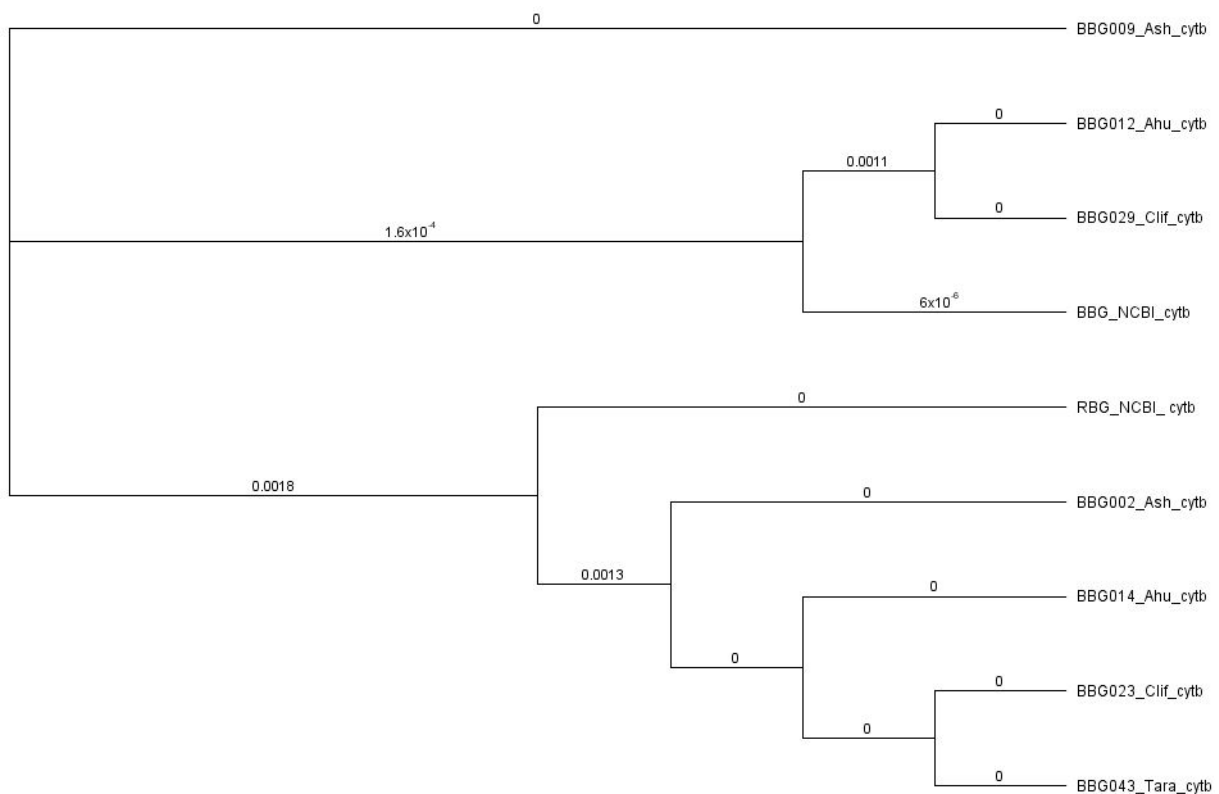 0
BBG009_Ash_cytb
0
BBG012_Ahu_cytb
0.0011
0
BBG029_Clif_cytb
1.6x10⁻⁴
6x10⁻⁶
BBG_NCBI_cytb
0
RBG_NCBI_ cytb
0.0018
0
BBG002_Ash_cytb
0.0013
0
BBG014_Ahu_cytb
0
0
BBG023_Clif_cytb
0
0
BBG043_Tara_cytb